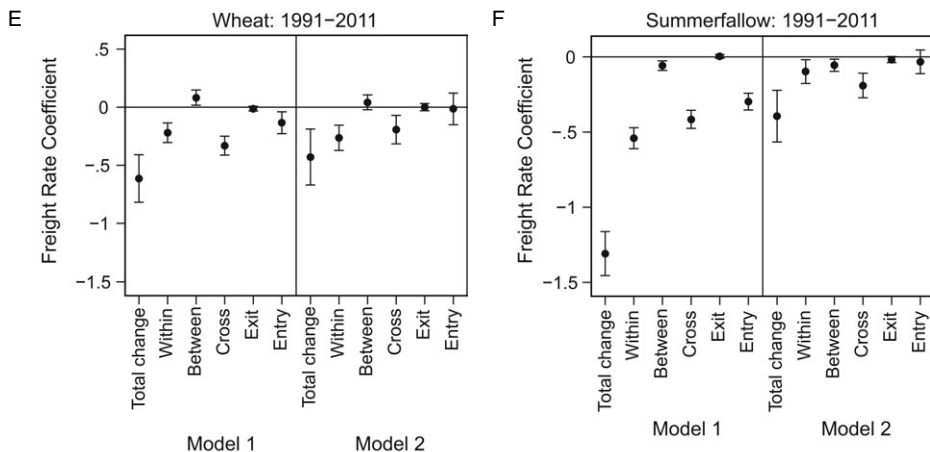 E
Wheat: 1991−2011
Freight Rate Coefficient
.5
0
−.5
−1
−1.5
Total change
Within
Between
Cross
Exit
Entry
Total change
Within
Between
Cross
Exit
Entry
Model 1
Model 2
F
Summerfallow: 1991−2011
Freight Rate Coefficient
0
−.5
−1
−1.5
Total change
Within
Between
Cross
Exit
Entry
Total change
Within
Between
Cross
Exit
Entry
Model 1
Model 2